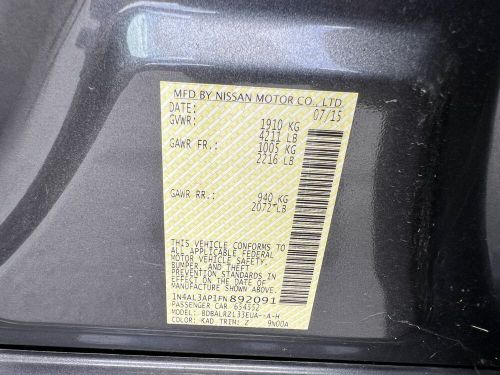 MFD BY NISSAN MOTOR CO., LTD.
DATE: 07/15
GVWR: 1910 KG
4211 LB
GAWR FR.: 1005 KG
2216 LB
GAWR RR.: 940 KG
2072 LB
THIS VEHICLE CONFORMS TO
ALL APPLICABLE FEDERAL
MOTOR VEHICLE SAFETY,
BUMPER, AND THEFT
PREVENTION STANDARDS
IN EFFECT ON THE DATE OF
MANUFACTURE SHOWN ABOVE.
1N4AL3AP1FN892091
PASSENGER CAR 654552
MODEL: BDBALRZL33EUA--A-H
COLOR: KAD TRIM: Z 9N00A